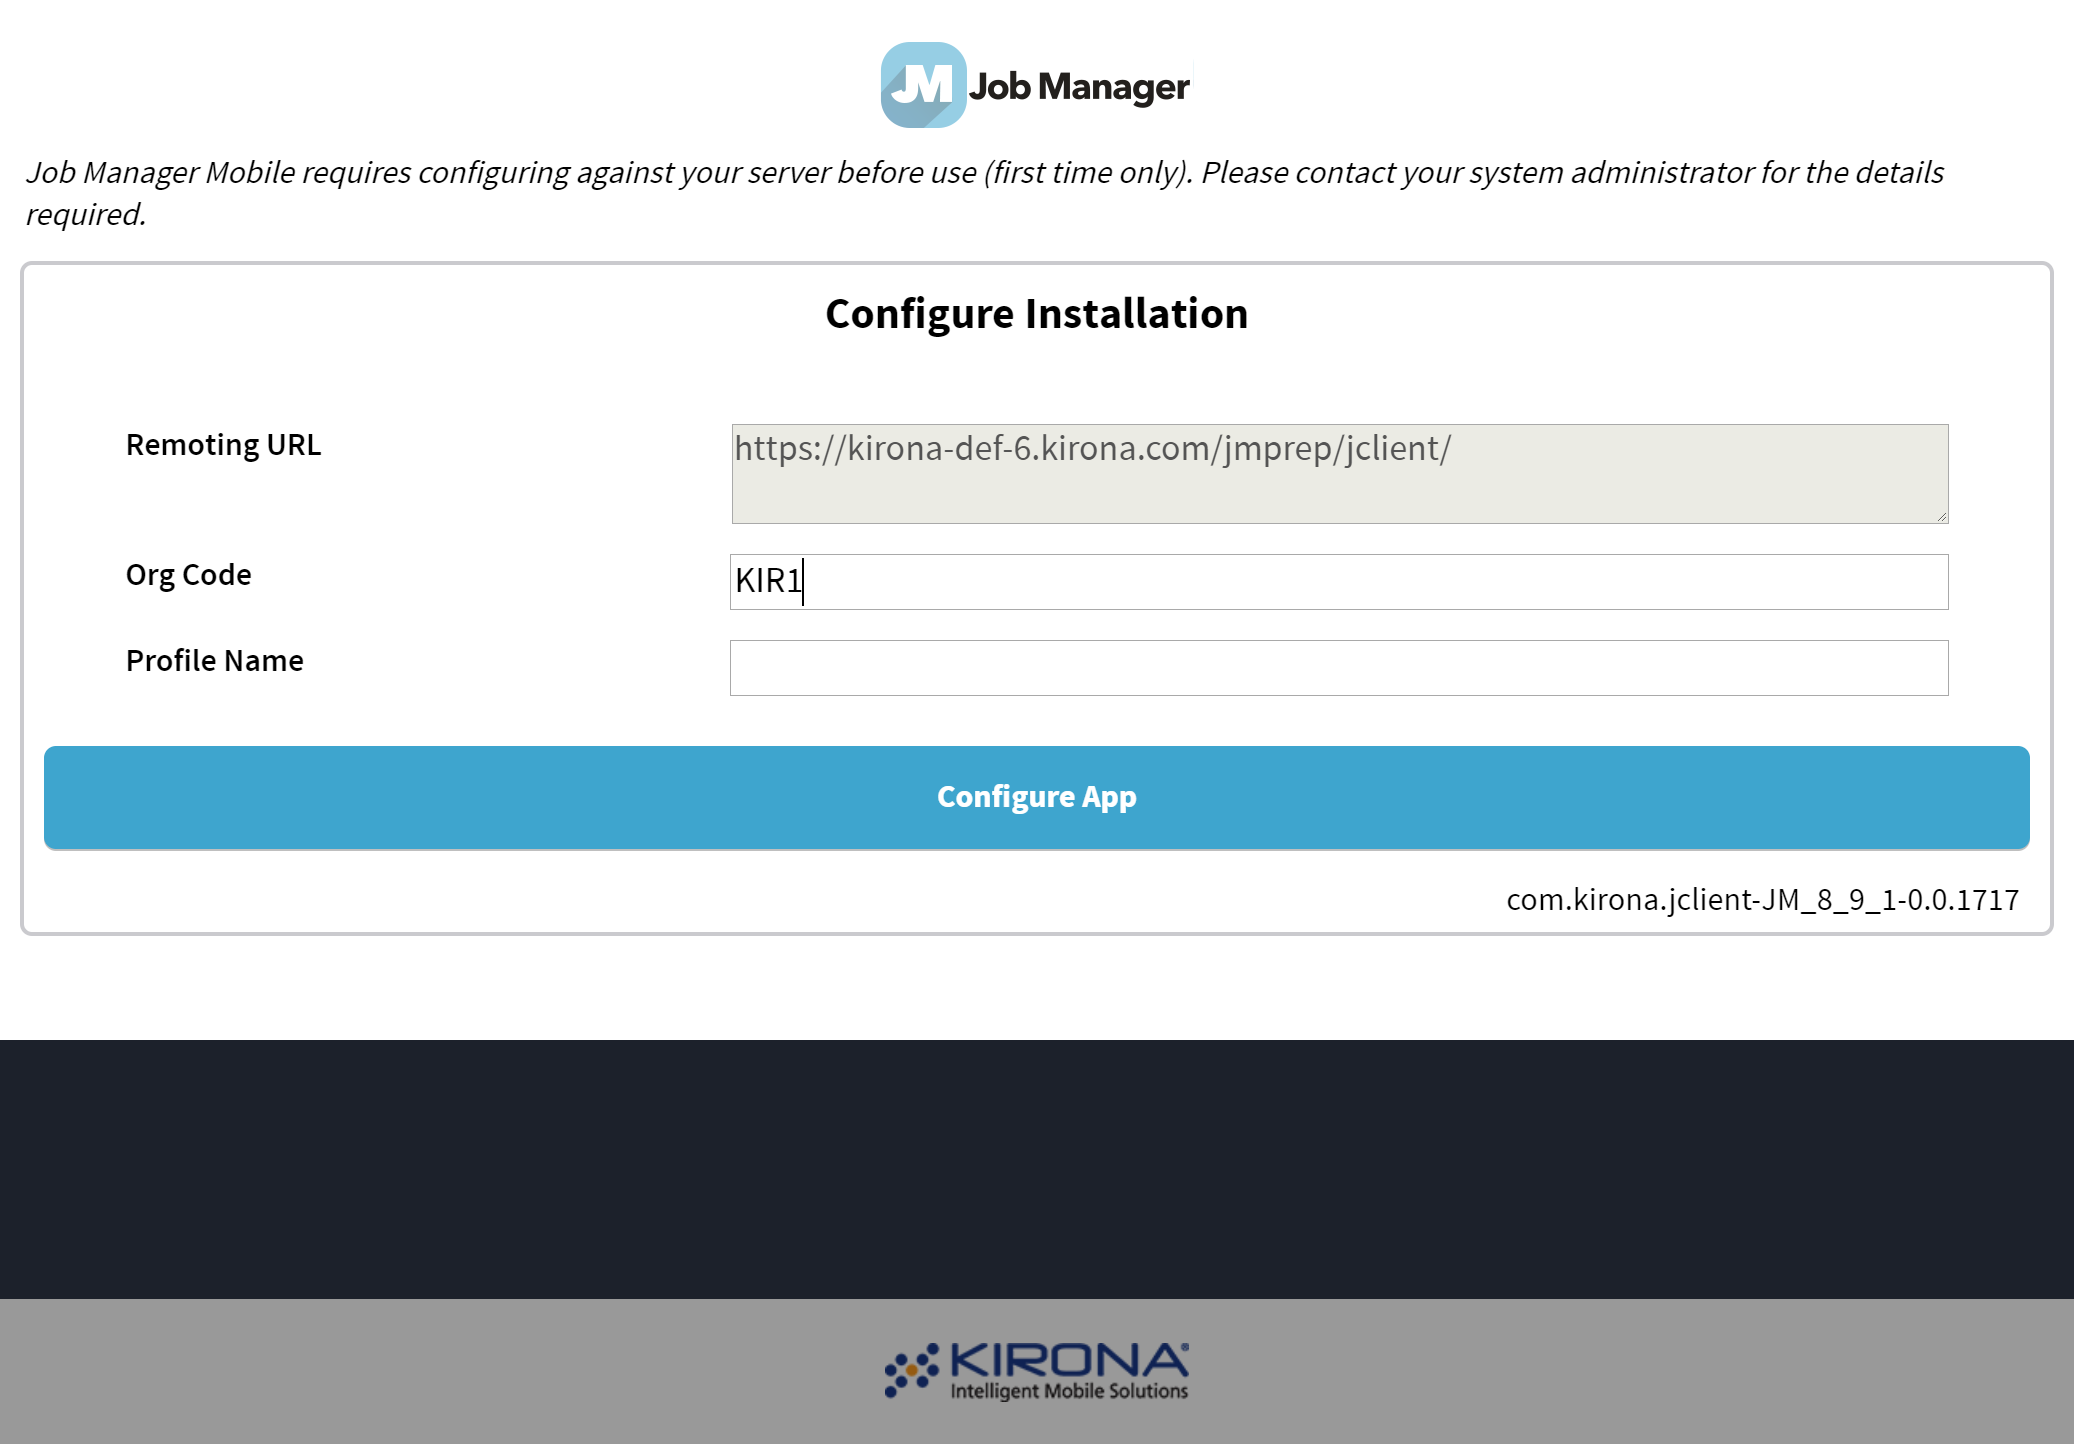 JM Job Manager
Job Manager Mobile requires configuring against your server before use (first time only). Please contact your system administrator for the details
required.
Configure Installation
Remoting URL
https://kirona-def-6.kirona.com/jmprep/jclient/
Org Code
KIR1
Profile Name
Configure App
com.kirona.jclient-JM_8_9_1-0.0.1717
KIRONA®
Intelligent Mobile Solutions